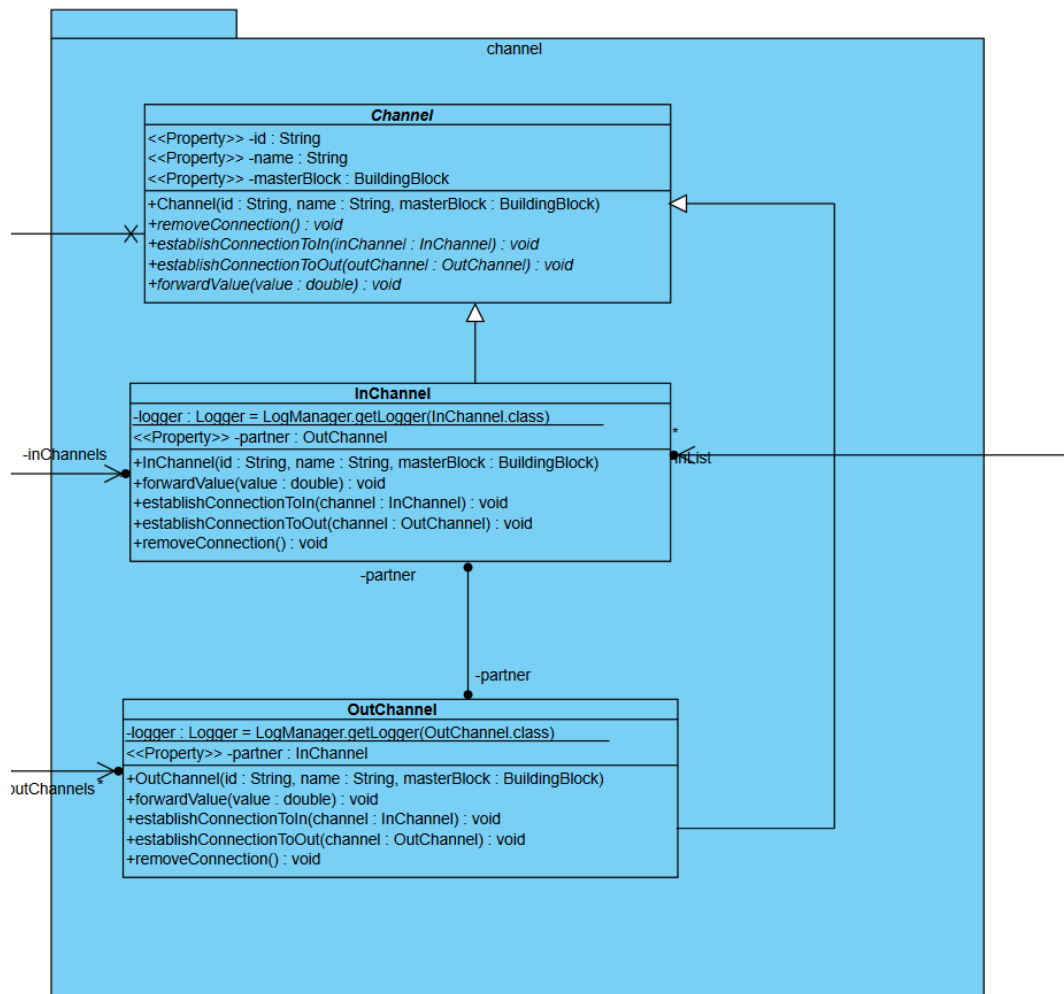 channel
Channel
<<Property>> -id : String
<<Property>> -name : String
<<Property>> -masterBlock : BuildingBlock
+Channel(id : String, name : String, masterBlock : BuildingBlock)
+removeConnection() : void
+establishConnectionToIn(inChannel : InChannel) : void
+establishConnectionToOut(outChannel : OutChannel) : void
+forwardValue(value : double) : void
InChannel
-logger : Logger = LogManager.getLogger(InChannel.class)
<<Property>> -partner : OutChannel
+InChannel(id : String, name : String, masterBlock : BuildingBlock)
+forwardValue(value : double) : void
+establishConnectionToIn(channel : InChannel) : void
+establishConnectionToOut(channel : OutChannel) : void
+removeConnection() : void
-inChannels
*
inList
-partner
-partner
OutChannel
-logger : Logger = LogManager.getLogger(OutChannel.class)
<<Property>> -partner : InChannel
+OutChannel(id : String, name : String, masterBlock : BuildingBlock)
+forwardValue(value : double) : void
+establishConnectionToIn(channel : InChannel) : void
+establishConnectionToOut(channel : OutChannel) : void
+removeConnection() : void
outChannels *